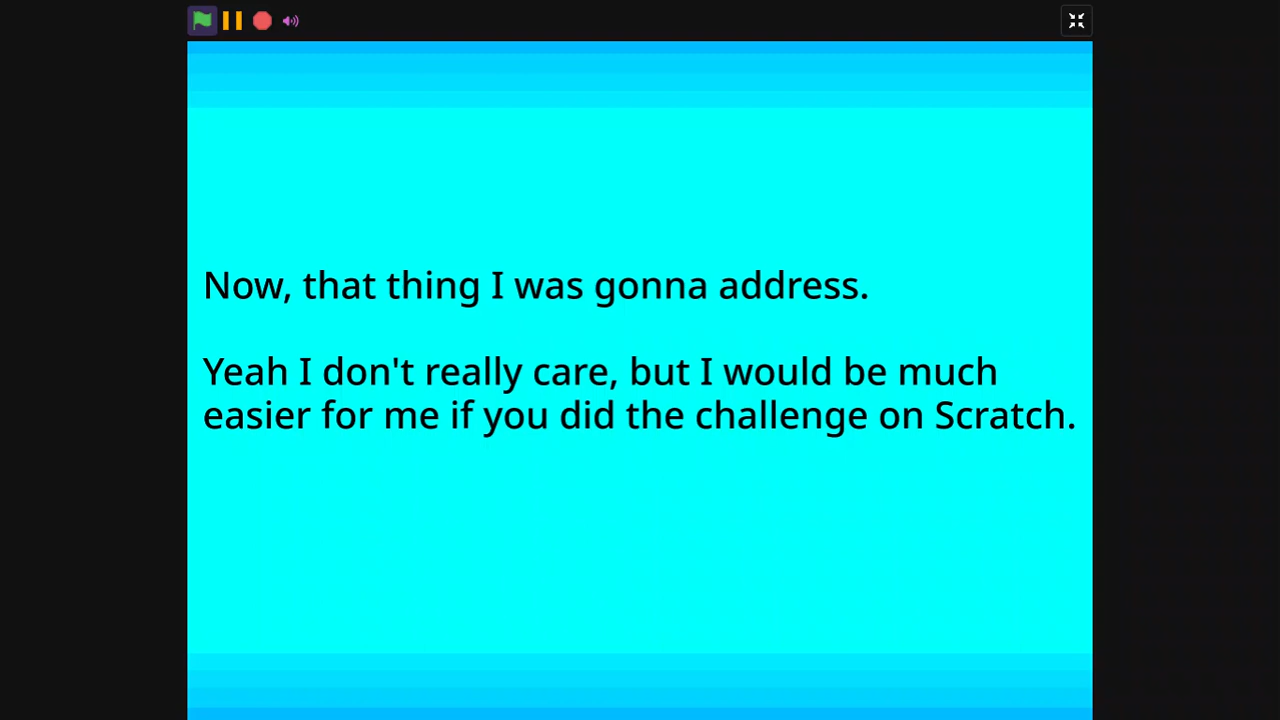 Now, that thing I was gonna address.
Yeah I don't really care, but I would be much
easier for me if you did the challenge on Scratch.